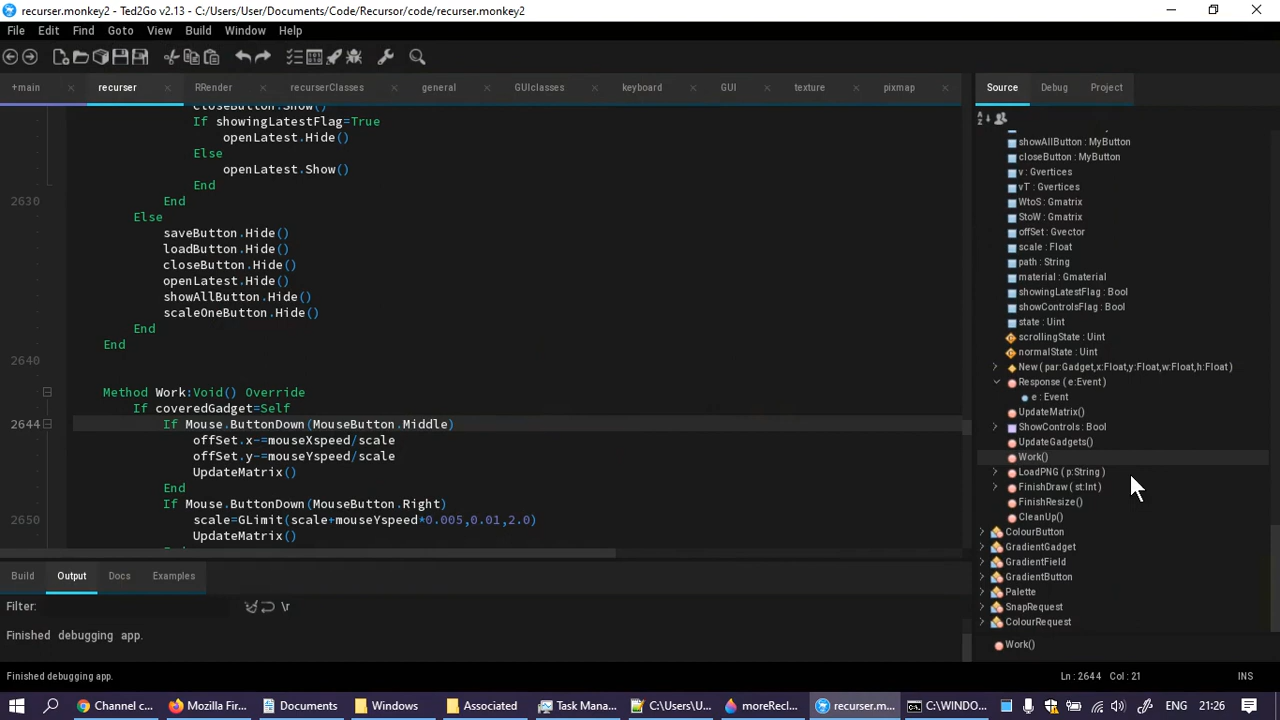 recurser.monkey2 - Ted2Go v2.13 - C:/Users/User/Documents/Code/Recursor/code/recurser.monkey2
File Edit Find Goto View Build Window Help
+main recurser RRender recurserClasses general GUIclasses keyboard GUI texture pixmap
closeButton.Show()
If showingLatestFlag=True
openLatest.Hide()
Else
openLatest.Show()
End
2630 End
Else
saveButton.Hide()
loadButton.Hide()
closeButton.Hide()
openLatest.Hide()
showAllButton.Hide()
scaleOneButton.Hide()
End
End
2640
Method Work:Void() Override
If coveredGadget=Self
2644 If Mouse.ButtonDown(MouseButton.Middle)
offSet.x-=mouseXspeed/scale
offSet.y-=mouseYspeed/scale
UpdateMatrix()
End
If Mouse.ButtonDown(MouseButton.Right)
2650 scale=GLimit(scale+mouseYspeed*0.005,0.01,2.0)
UpdateMatrix()
Build Output Docs Examples
Filter: \r
Finished debugging app.
Source Debug Project
showAllButton : MyButton
closeButton : MyButton
v : Gvertices
vT : Gvertices
WtoS : Gmatrix
StoW : Gmatrix
offSet : Gvector
scale : Float
path : String
material : Gmaterial
showingLatestFlag : Bool
showControlsFlag : Bool
state : Uint
scrollingState : Uint
normalState : Uint
New ( par:Gadget,x:Float,y:Float,w:Float,h:Float )
Response ( e:Event )
e : Event
UpdateMatrix()
ShowControls : Bool
UpdateGadgets()
Work()
LoadPNG ( p:String )
FinishDraw ( st:Int )
FinishResize()
CleanUp()
ColourButton
GradientGadget
GradientField
GradientButton
Palette
SnapRequest
ColourRequest
Work()
Finished debugging app. Ln : 2644 Col : 21 INS
Channel c... Mozilla Fire... Documents Windows Associated Task Mana... C:\Users\U... moreRecl... recurser.m... C:\WINDO... ENG 21:26